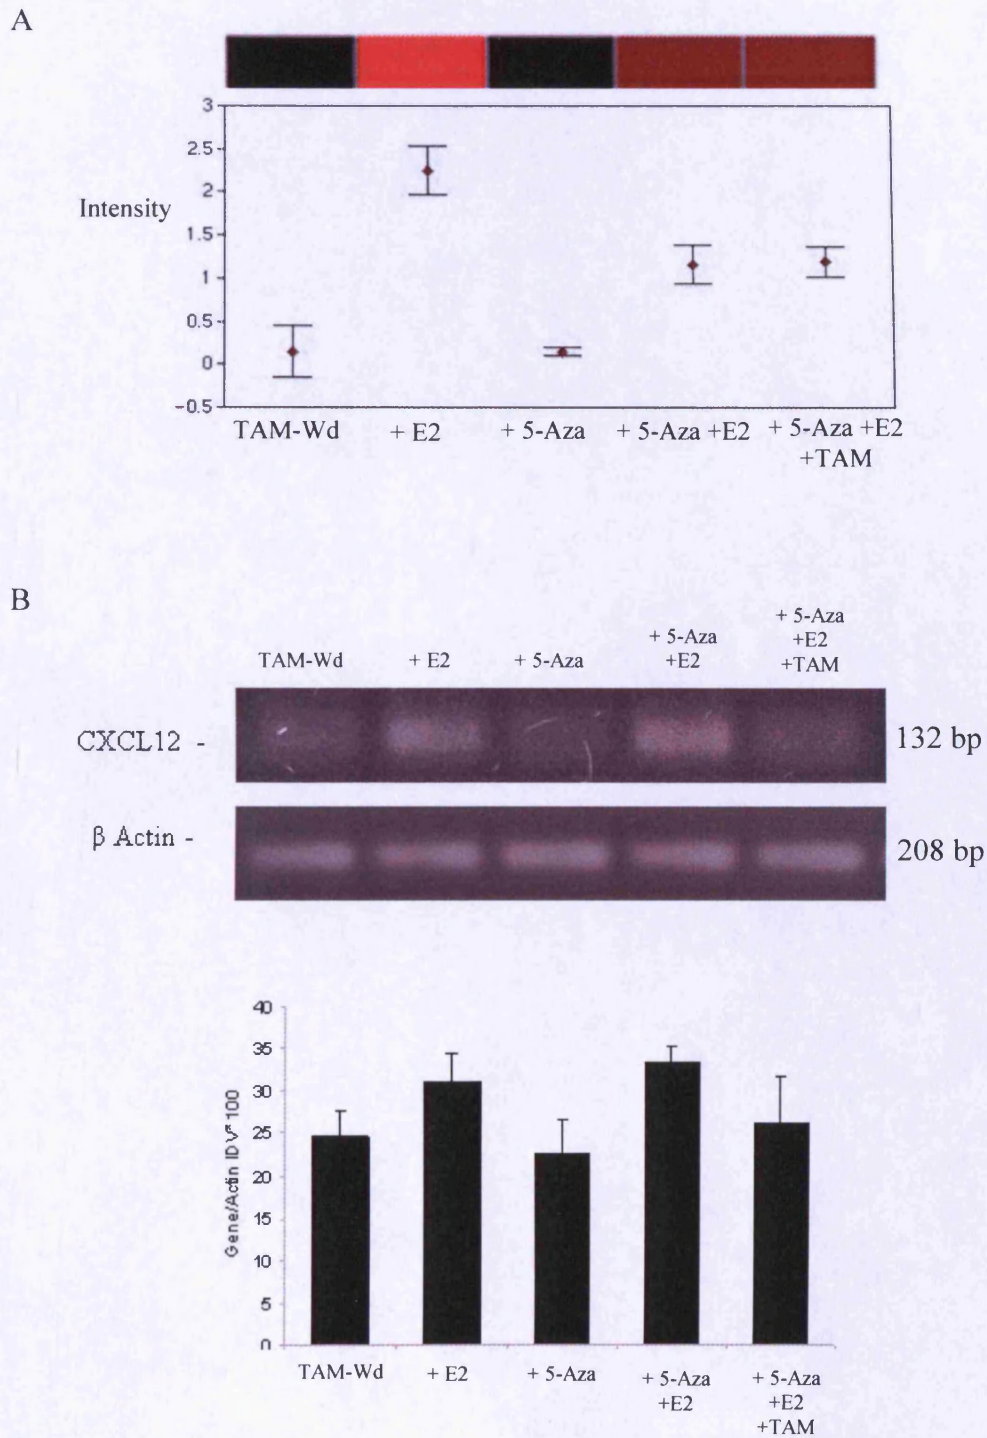 A
3
2.5
2
Intensity
1.5
1
0.5
0
-0.5
TAM-Wd + E2 + 5-Aza + 5-Aza +E2 + 5-Aza +E2
+TAM
B
+ 5-Aza
+ 5-Aza +E2
TAM-Wd + E2 + 5-Aza +E2 +TAM
CXCL12 - 132 bp
β Actin - 208 bp
40
35
30
25
20
15
10
5
0
Gene/Actin IDV*100
TAM-Wd + E2 + 5-Aza + 5-Aza + 5-Aza
+E2 +E2
+TAM